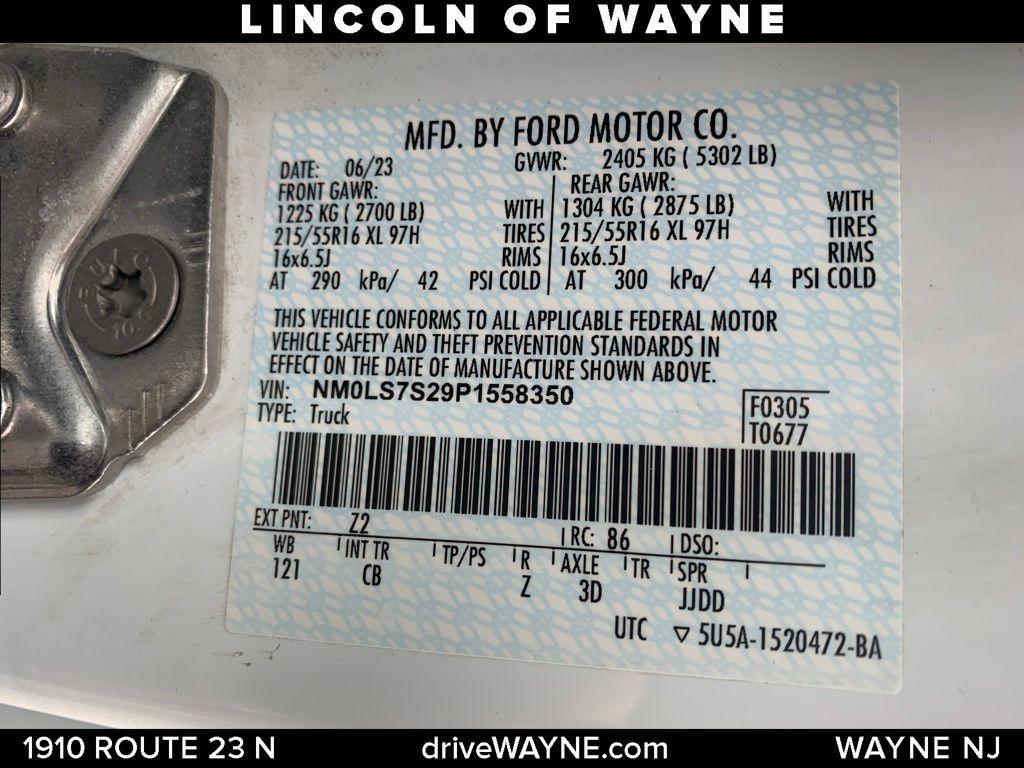 LINCOLN OF WAYNE
MFD. BY FORD MOTOR CO.
DATE: 06/23 GVWR: 2405 KG ( 5302 LB)
FRONT GAWR: REAR GAWR:
1225 KG ( 2700 LB) WITH 1304 KG ( 2875 LB) WITH
215/55R16 XL 97H TIRES 215/55R16 XL 97H TIRES
16x6.5J RIMS 16x6.5J RIMS
AT 290 kPa/ 42 PSI COLD AT 300 kPa/ 44 PSI COLD
THIS VEHICLE CONFORMS TO ALL APPLICABLE FEDERAL MOTOR
VEHICLE SAFETY AND THEFT PREVENTION STANDARDS IN
EFFECT ON THE DATE OF MANUFACTURE SHOWN ABOVE.
VIN: NM0LS7S29P1558350
TYPE: Truck
F0305
T0677
EXT PNT: Z2 RC: 86 DSO:
WB INT TR TP/PS R AXLE TR SPR
121 CB Z 3D JJDD
UTC ▽ 5U5A-1520472-BA
1910 ROUTE 23 N driveWAYNE.com WAYNE NJ